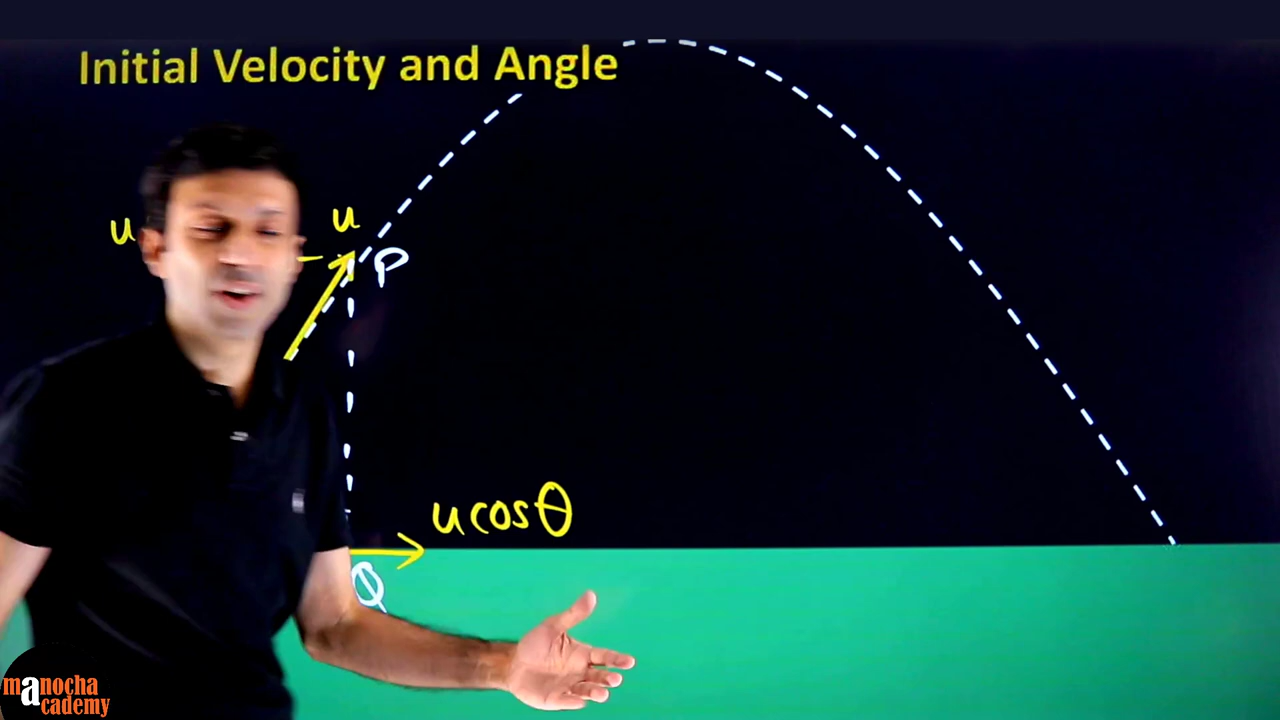 Initial Velocity and Angle
u
u
P
u cos θ
Q
manocha
academy